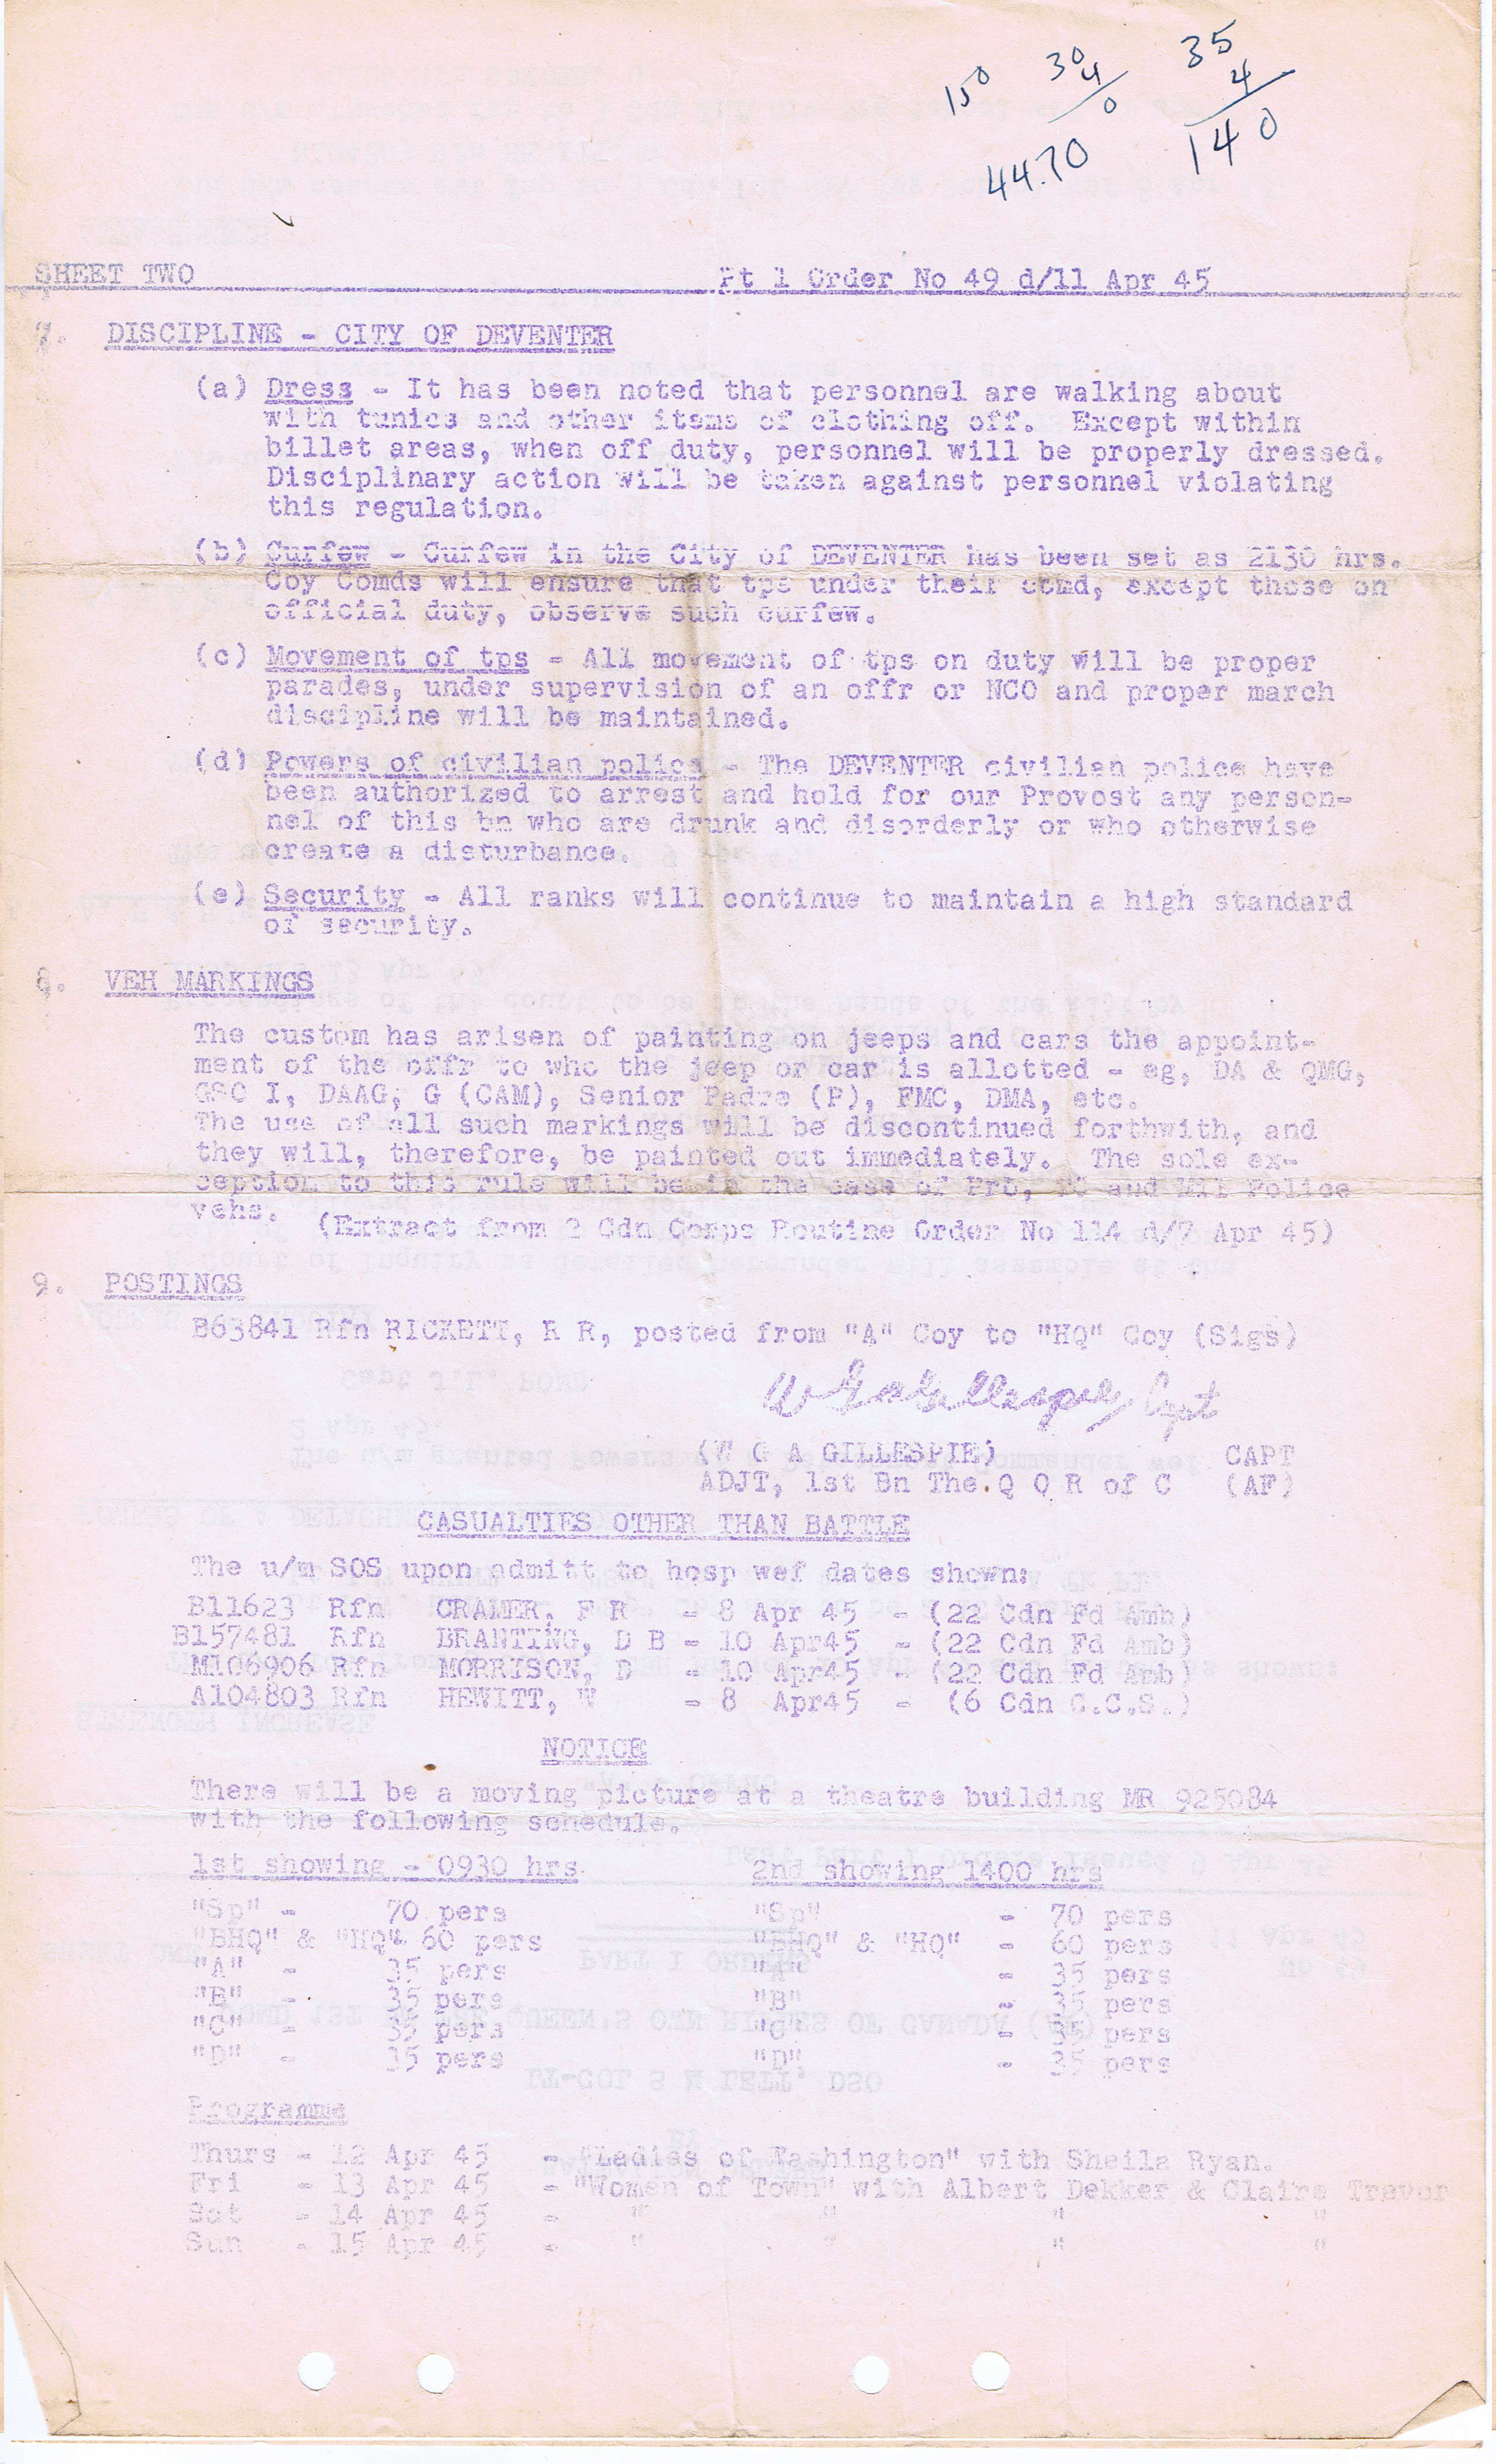 150 30 35
4 4
0
44.70 140
SHEET TWO Pt 1 Order No 49 d/11 Apr 45
7. DISCIPLINE - CITY OF DEVENTER
(a) Dress - It has been noted that personnel are walking about
with tunics and other items of clothing off. Except within
billet areas, when off duty, personnel will be properly dressed.
Disciplinary action will be taken against personnel violating
this regulation.
(b) Curfew - Curfew in the City of DEVENTER has been set as 2130 hrs.
Coy Comds will ensure that tps under their comd, except those on
official duty, observe such curfew.
(c) Movement of tps - All movement of tps on duty will be proper
parades, under supervision of an offr or NCO and proper march
discipline will be maintained.
(d) Powers of civilian police - The DEVENTER civilian police have
been authorized to arrest and hold for our Provost any person-
nel of this bn who are drunk and disorderly or who otherwise
create a disturbance.
(e) Security - All ranks will continue to maintain a high standard
of security.
8. VEH MARKINGS
The custom has arisen of painting on jeeps and cars the appoint-
ment of the offr to who the jeep or car is allotted - eg, DA & QMG,
GSO I, DAAG, G (CAM), Senior Padre (P), FMC, DMA, etc.
The use of all such markings will be discontinued forthwith, and
they will, therefore, be painted out immediately. The sole ex-
ception to this rule will be in the case of Pro, and Mil Police
vehs.
(Extract from 2 Cdn Corps Routine Order No 114 d/7 Apr 45)
9. POSTINGS
B63841 Rfn RICKETT, R R, posted from "A" Coy to "HQ" Coy (Sigs)
W G A Gillespie Capt
(W G A GILLESPIE) CAPT
ADJT, 1st Bn The Q O R of C (AF)
CASUALTIES OTHER THAN BATTLE
The u/m SOS upon admitt to hosp wef dates shown:
B11623 Rfn CRAMER, F R - 8 Apr 45 - (22 Cdn Fd Amb)
B157481 Rfn BRANTING, D B - 10 Apr45 - (22 Cdn Fd Amb)
M106906 Rfn MORRISON, D - 10 Apr45 - (22 Cdn Fd Amb)
A104803 Rfn HEWITT, W - 8 Apr45 - (6 Cdn C.C.S.)
NOTICE
There will be a moving picture at a theatre building MR 925084
with the following schedule.
1st showing - 0930 hrs 2nd showing 1400 hrs
"Sp" - 70 pers "Sp" - 70 pers
"BHQ" & "HQ"- 60 pers "BHQ" & "HQ" - 60 pers
"A" - 35 pers "A" - 35 pers
"B" - 35 pers "B" - 35 pers
"C" - 35 pers "C" - 35 pers
"D" - 35 pers "D" - 35 pers
Programme
Thurs - 12 Apr 45 - "Ladies of Washington" with Sheila Ryan.
Fri - 13 Apr 45 - "Women of Town" with Albert Dekker & Claire Trevor
Sat - 14 Apr 45 - " " " "
Sun - 15 Apr 45 - " " " "